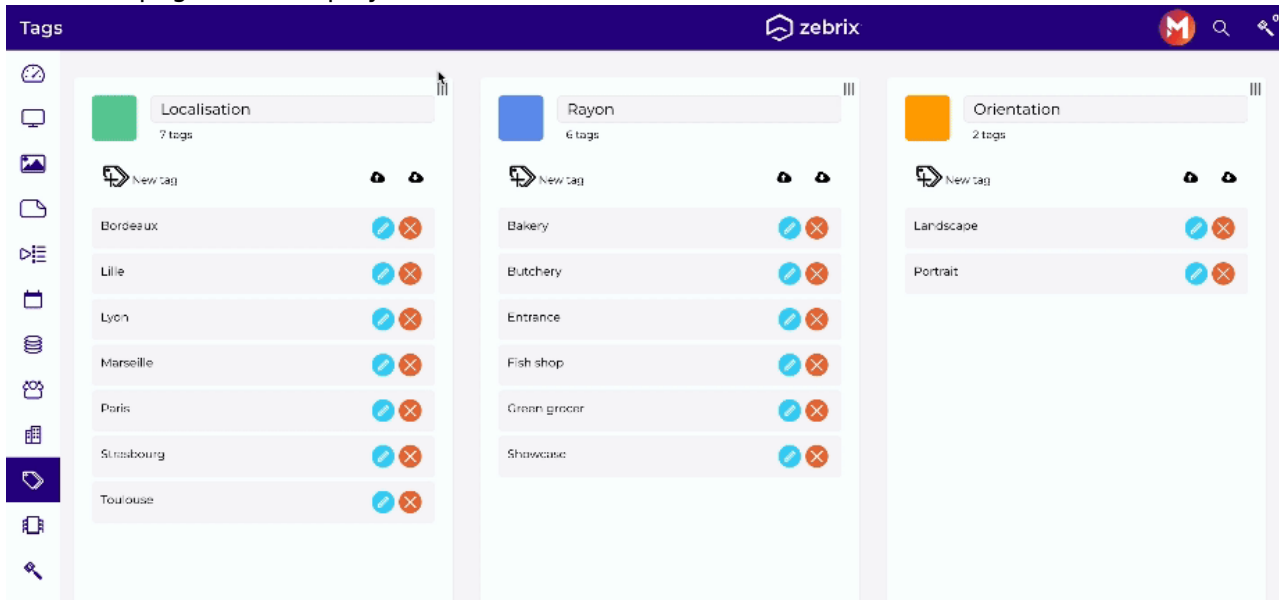 Tags
zebrix
Localisation
7 tags
New tag
Bordeaux
Lille
Lyon
Marseille
Paris
Strasbourg
Toulouse
Rayon
6 tags
New tag
Bakery
Butchery
Entrance
Fish shop
Green grocer
Showcase
Orientation
2 tags
New tag
Landscape
Portrait